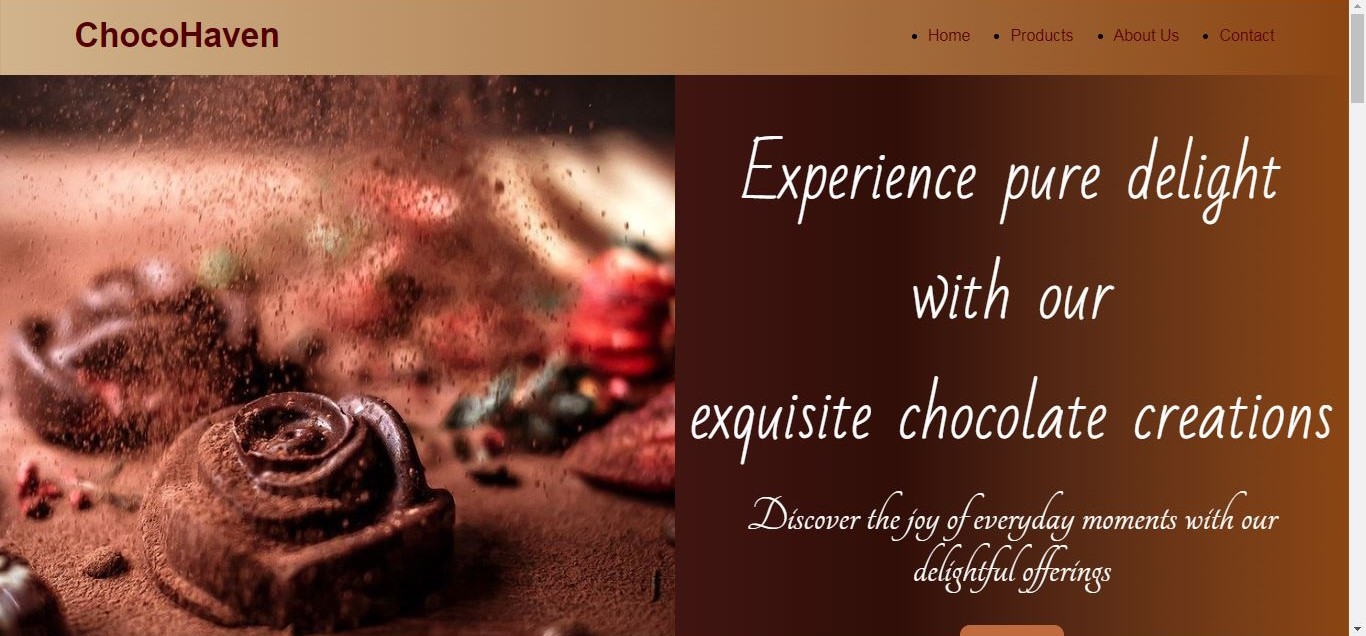 ChocoHaven
Home Products About Us Contact
Experience pure delight
with our
exquisite chocolate creations
Discover the joy of everyday moments with our
delightful offerings